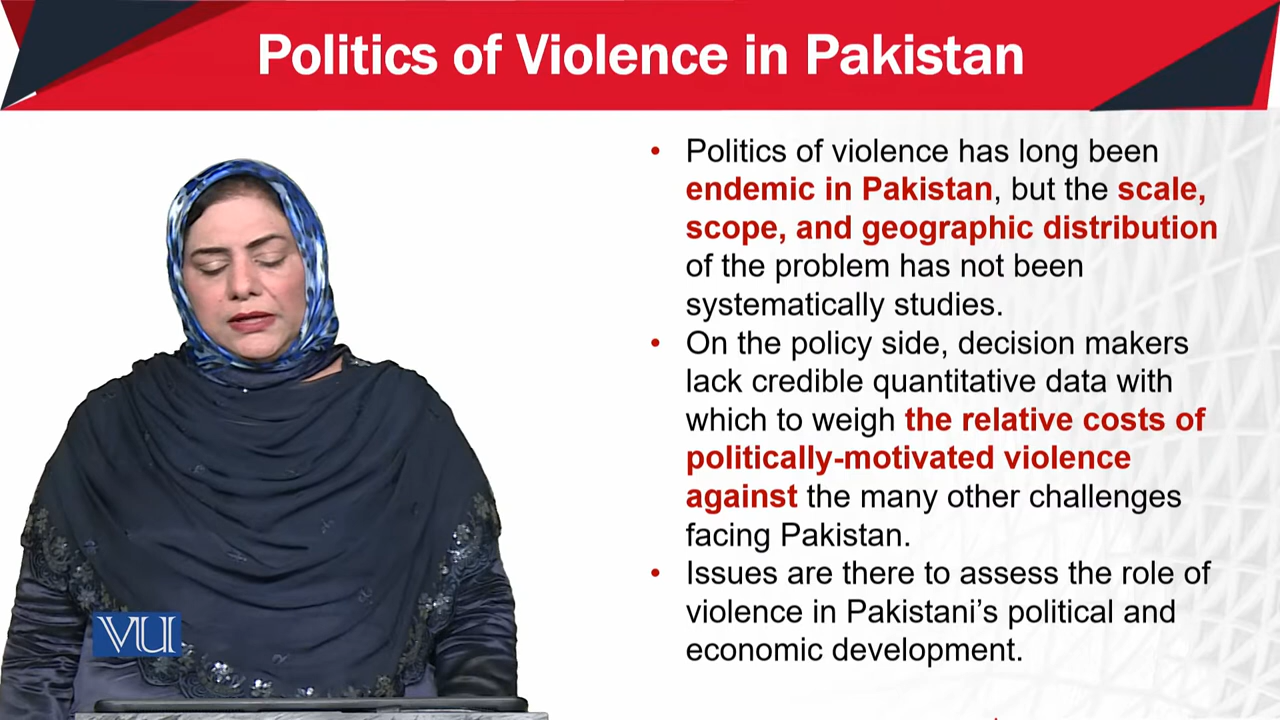 Politics of Violence in Pakistan
• Politics of violence has long been
endemic in Pakistan, but the scale,
scope, and geographic distribution
of the problem has not been
systematically studies.
• On the policy side, decision makers
lack credible quantitative data with
which to weigh the relative costs of
politically-motivated violence
against the many other challenges
facing Pakistan.
• Issues are there to assess the role of
violence in Pakistani’s political and
economic development.
VU